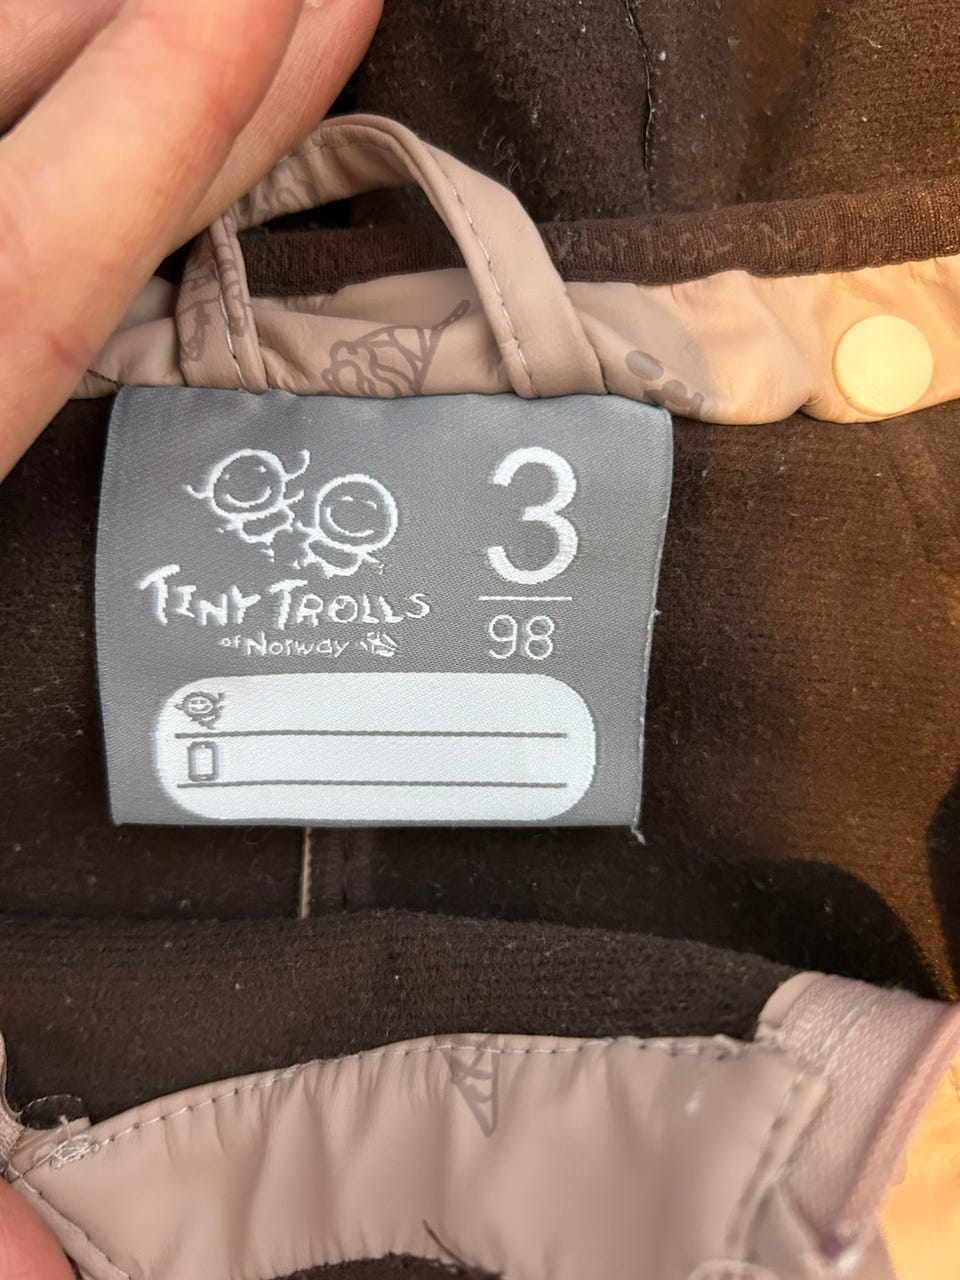 TINY TROLLS
of Norway
3
98